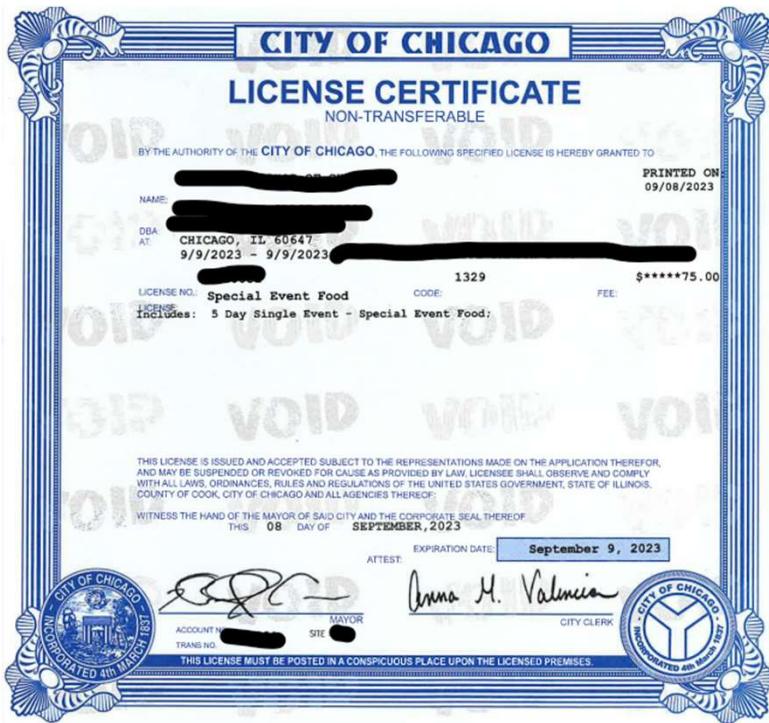 CITY OF CHICAGO
LICENSE CERTIFICATE
NON-TRANSFERABLE
BY THE AUTHORITY OF THE CITY OF CHICAGO, THE FOLLOWING SPECIFIED LICENSE IS HEREBY GRANTED TO
PRINTED ON:
09/08/2023
NAME:
DBA:
AT: CHICAGO, IL 60647
9/9/2023 - 9/9/2023
LICENSE NO.: CODE: 1329 FEE: $*****75.00
LICENSE: Special Event Food
Includes: 5 Day Single Event - Special Event Food;
VOID
THIS LICENSE IS ISSUED AND ACCEPTED SUBJECT TO THE REPRESENTATIONS MADE ON THE APPLICATION THEREFOR,
AND MAY BE SUSPENDED OR REVOKED FOR CAUSE AS PROVIDED BY LAW. LICENSEE SHALL OBSERVE AND COMPLY
WITH ALL LAWS, ORDINANCES, RULES AND REGULATIONS OF THE UNITED STATES GOVERNMENT, STATE OF ILLINOIS,
COUNTY OF COOK, CITY OF CHICAGO AND ALL AGENCIES THEREOF.
WITNESS THE HAND OF THE MAYOR OF SAID CITY AND THE CORPORATE SEAL THEREOF
THIS 08 DAY OF SEPTEMBER, 2023
EXPIRATION DATE: September 9, 2023
ATTEST:
Anna M. Valencia
MAYOR
CITY CLERK
ACCOUNT NO. SITE
TRANS NO.
CITY OF CHICAGO INCORPORATED 4th MARCH 1837
CITY OF CHICAGO INCORPORATED 4th March 1837
THIS LICENSE MUST BE POSTED IN A CONSPICUOUS PLACE UPON THE LICENSED PREMISES.